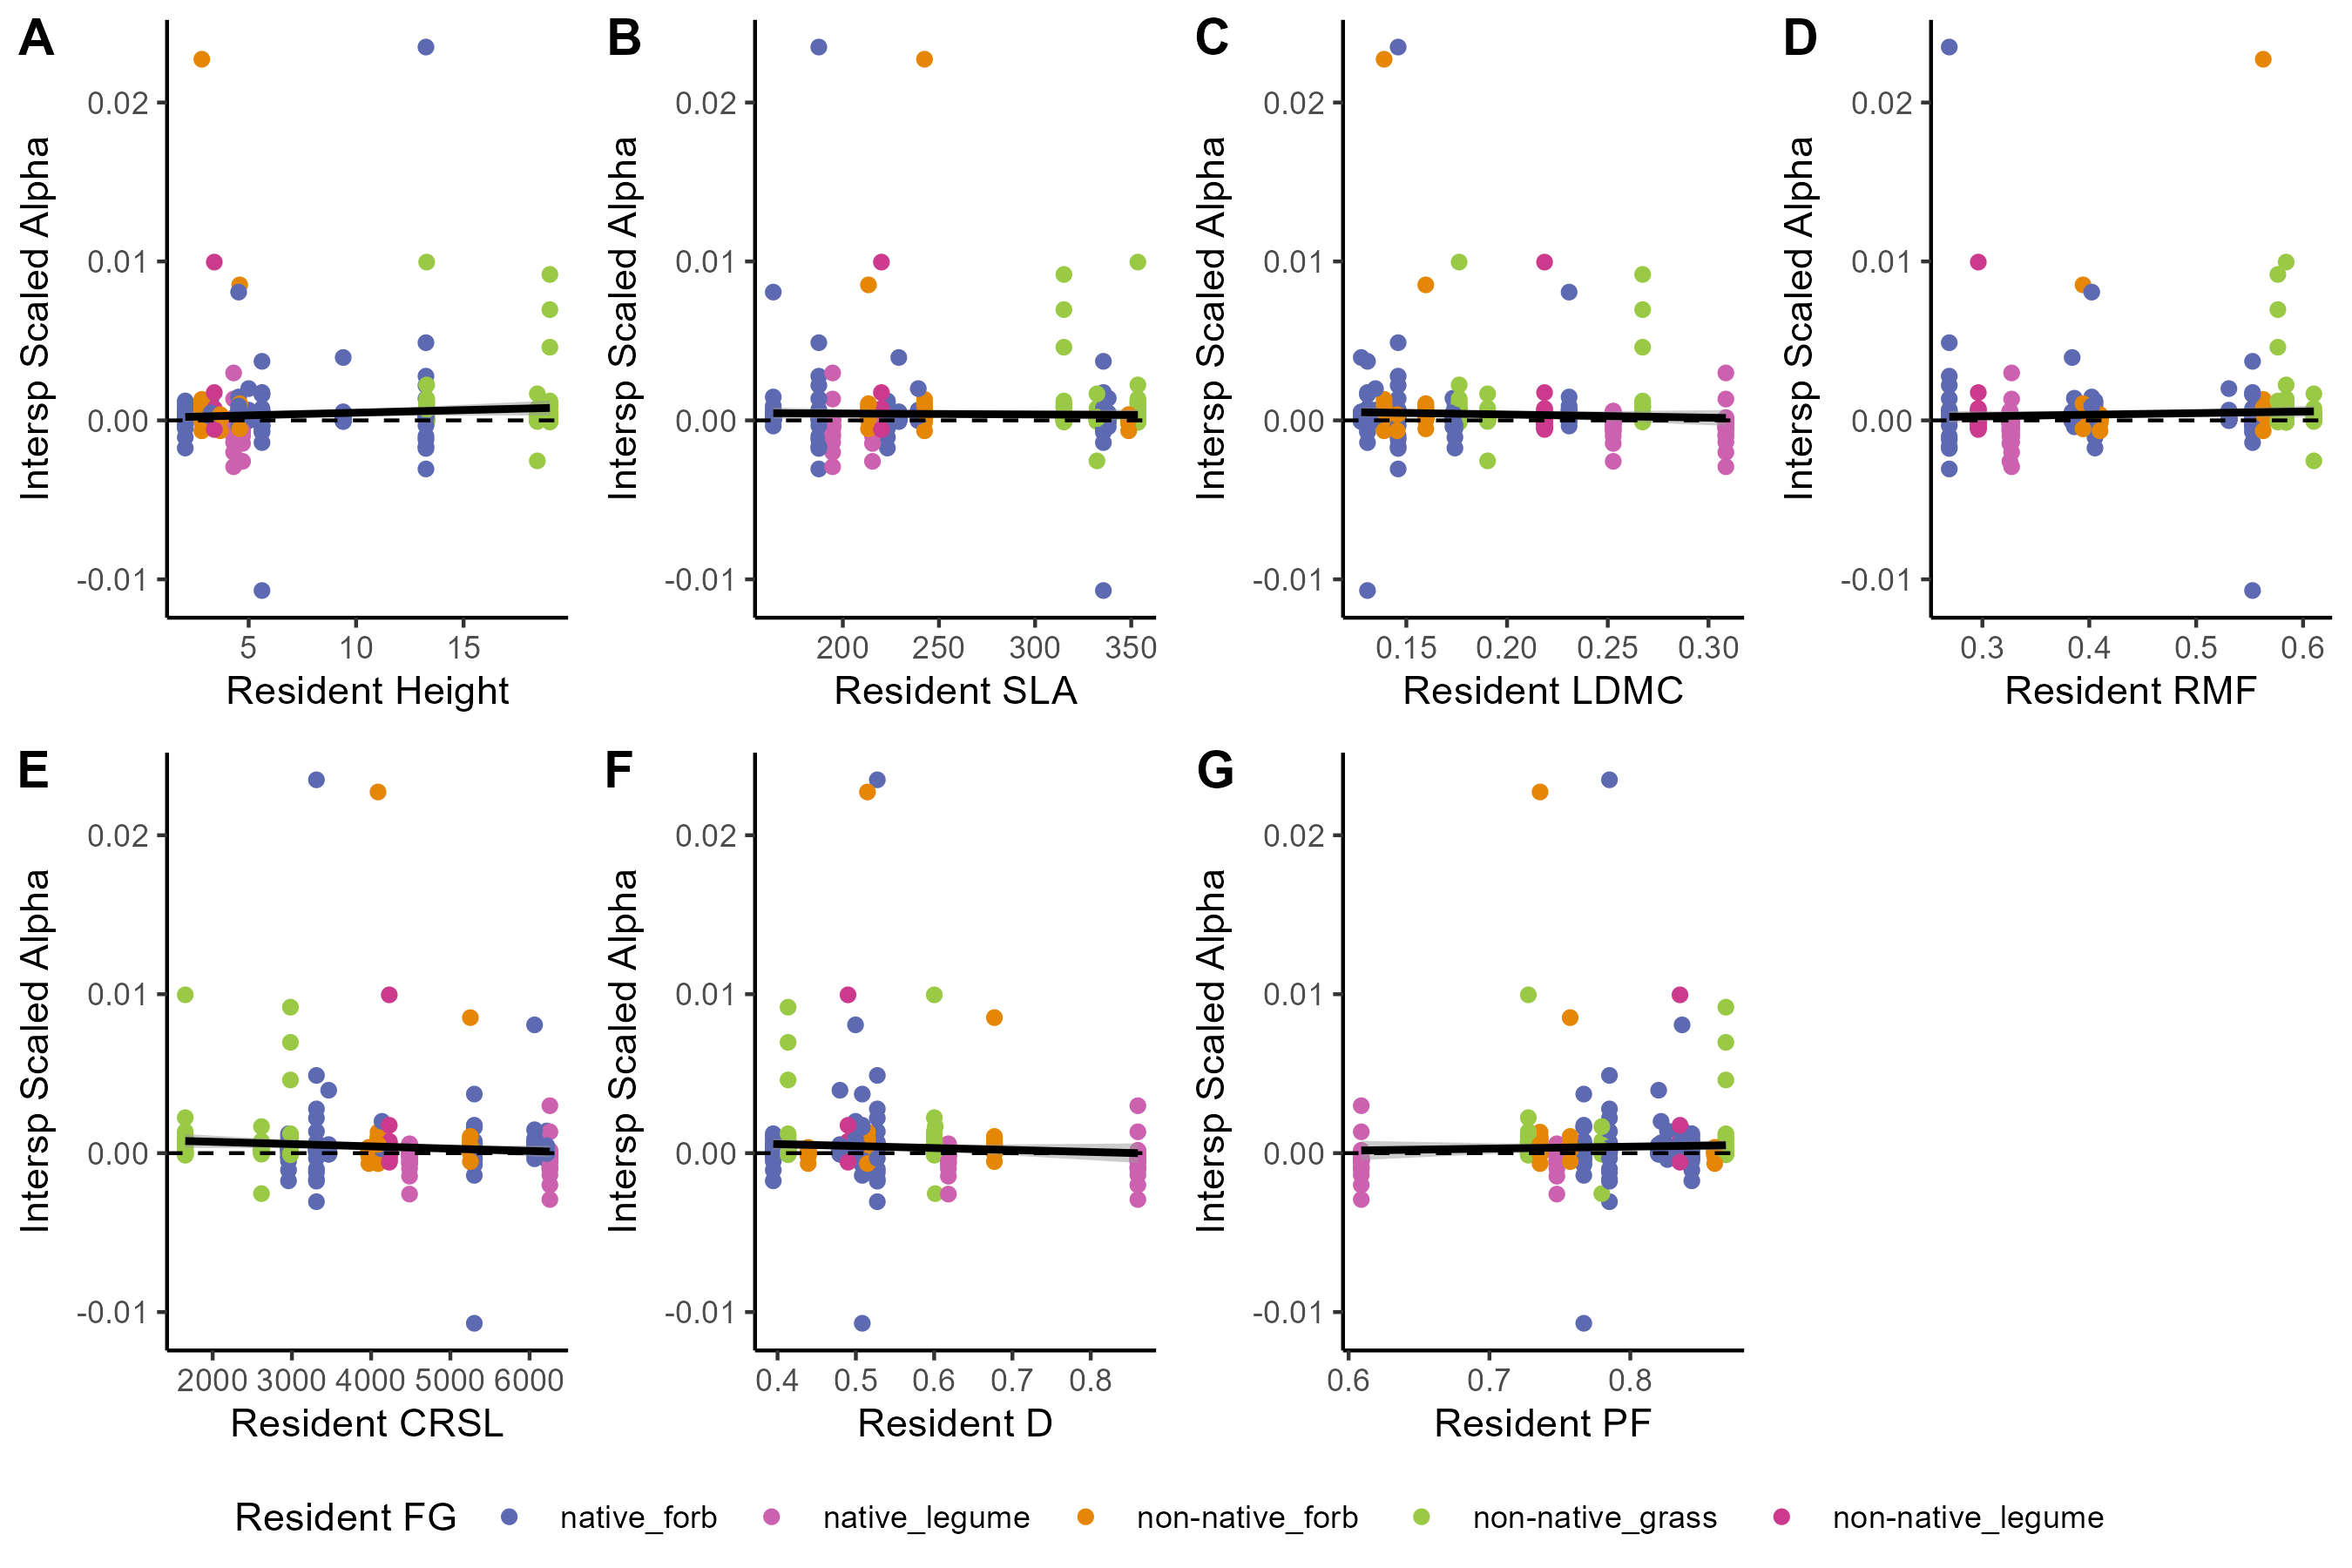 A B C D
Intersp Scaled Alpha Intersp Scaled Alpha Intersp Scaled Alpha Intersp Scaled Alpha
0.02 0.02 0.02 0.02
0.01 0.01 0.01 0.01
0.00 0.00 0.00 0.00
-0.01 -0.01 -0.01 -0.01
5 10 15 200 250 300 350 0.15 0.20 0.25 0.30 0.3 0.4 0.5 0.6
Resident Height Resident SLA Resident LDMC Resident RMF
E F G
Intersp Scaled Alpha Intersp Scaled Alpha Intersp Scaled Alpha
0.02 0.02 0.02
0.01 0.01 0.01
0.00 0.00 0.00
-0.01 -0.01 -0.01
2000 3000 4000 5000 6000 0.4 0.5 0.6 0.7 0.8 0.6 0.7 0.8
Resident CRSL Resident D Resident PF
Resident FG native_forb native_legume non-native_forb non-native_grass non-native_legume